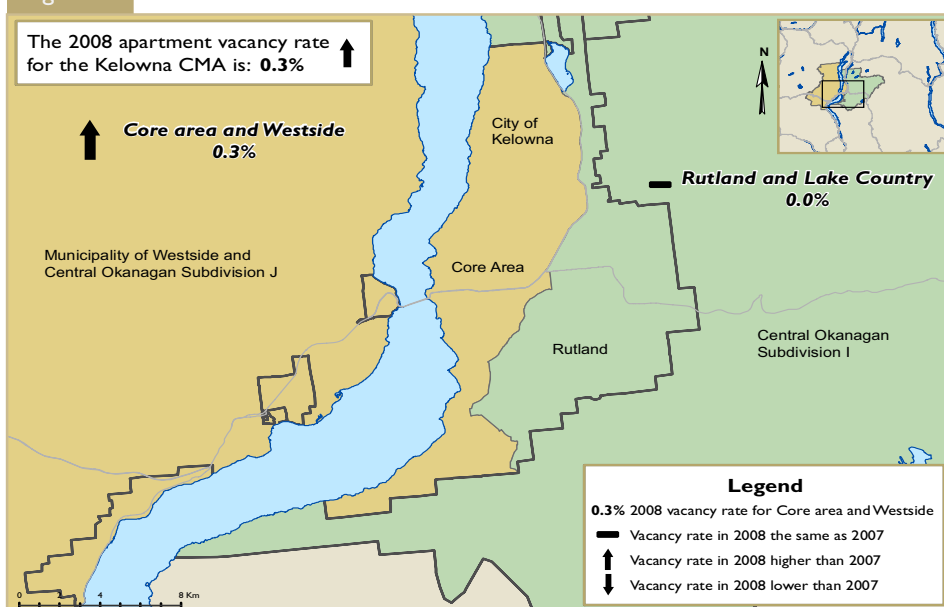 The 2008 apartment vacancy rate
for the Kelowna CMA is: 0.3%
Core area and Westside
0.3%
City of
Kelowna
N
Rutland and Lake Country
0.0%
Municipality of Westside and
Central Okanagan Subdivision J
Core Area
Rutland
Central Okanagan
Subdivision I
Legend
0.3% 2008 vacancy rate for Core area and Westside
Vacancy rate in 2008 the same as 2007
Vacancy rate in 2008 higher than 2007
Vacancy rate in 2008 lower than 2007
0 2 4 8 Km